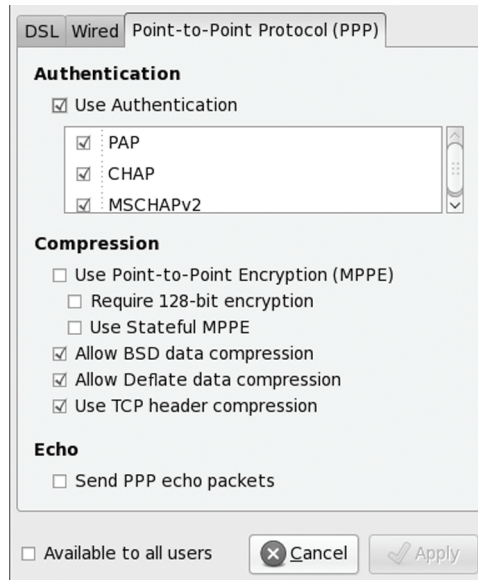 DSL Wired Point-to-Point Protocol (PPP)
Authentication
Use Authentication
PAP
CHAP
MSCHAPv2
Compression
Use Point-to-Point Encryption (MPPE)
Require 128-bit encryption
Use Stateful MPPE
Allow BSD data compression
Allow Deflate data compression
Use TCP header compression
Echo
Send PPP echo packets
Available to all users Cancel Apply